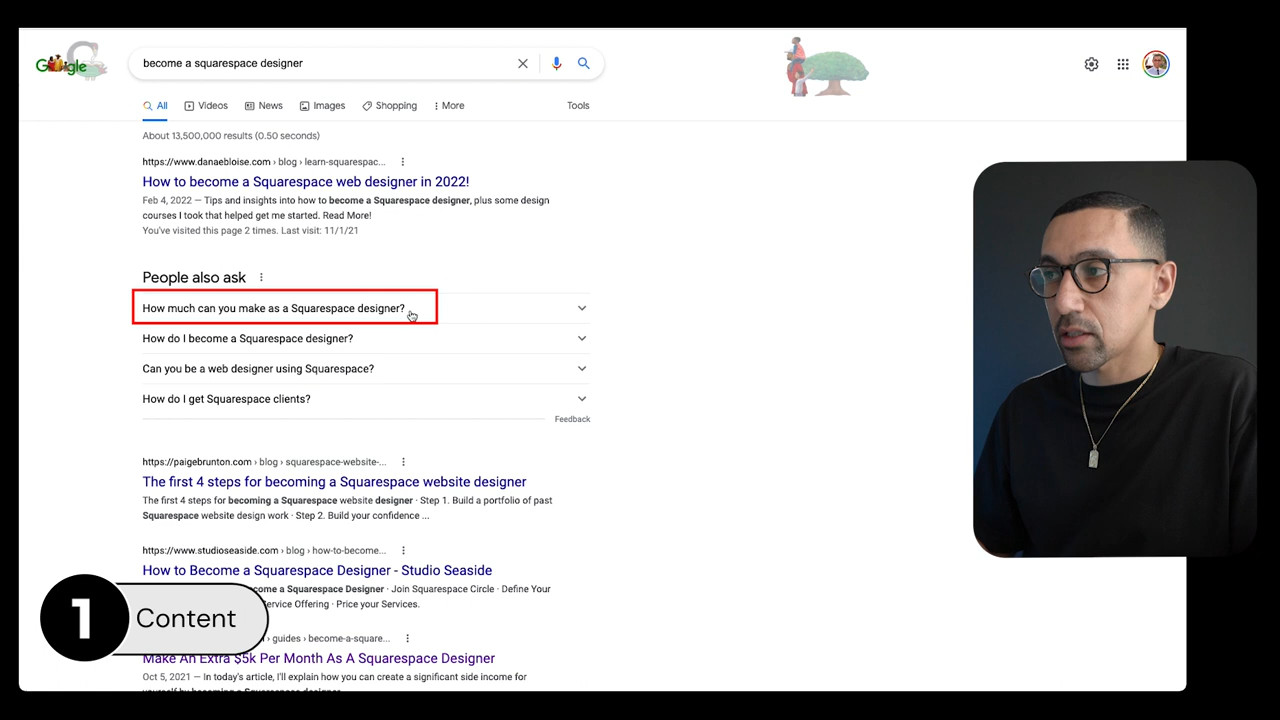 Google
become a squarespace designer
All
Videos
News
Images
Shopping
More
Tools
About 13,500,000 results (0.50 seconds)
https://www.danaebloise.com › blog › learn-squarespac...
How to become a Squarespace web designer in 2022!
Feb 4, 2022 — Tips and insights into how to become a Squarespace designer, plus some design
courses I took that helped get me started. Read More!
You've visited this page 2 times. Last visit: 11/1/21
People also ask
How much can you make as a Squarespace designer?
How do I become a Squarespace designer?
Can you be a web designer using Squarespace?
How do I get Squarespace clients?
Feedback
https://paigebrunton.com › blog › squarespace-website-...
The first 4 steps for becoming a Squarespace website designer
The first 4 steps for becoming a Squarespace website designer · Step 1. Build a portfolio of past
Squarespace website design work · Step 2. Build your confidence ...
https://www.studioseaside.com › blog › how-to-become...
How to Become a Squarespace Designer - Studio Seaside
come a Squarespace Designer · Join Squarespace Circle · Define Your
ervice Offering · Price your Services.
› guides › become-a-square...
Make An Extra $5k Per Month As A Squarespace Designer
Oct 5, 2021 — In today's article, I'll explain how you can create a significant side income for
yourself by becoming a Squarespace designer.
1 Content